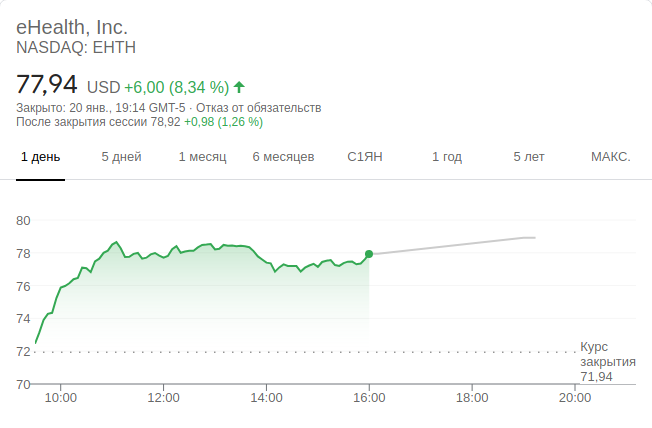 eHealth, Inc.
NASDAQ: EHTH
77,94 USD +6,00 (8,34 %)
Закрыто: 20 янв., 19:14 GMT-5 · Отказ от обязательств
После закрытия сессии 78,92 +0,98 (1,26 %)
1 день 5 дней 1 месяц 6 месяцев С1ЯН 1 год 5 лет МАКС.
80
78
76
74
72
70
Курс
закрытия
71,94
10:00 12:00 14:00 16:00 18:00 20:00